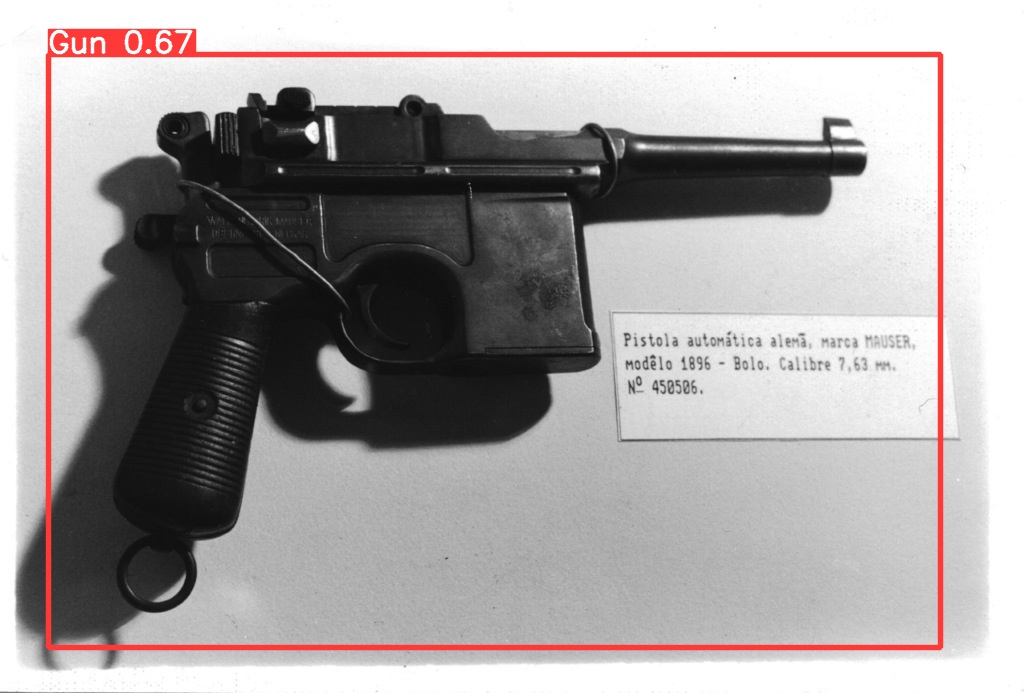 Gun 0.67
Pistola automática alemã, marca MAUSER,
modêlo 1896 - Bolo. Calibre 7,63 mm.
Nº 450506.